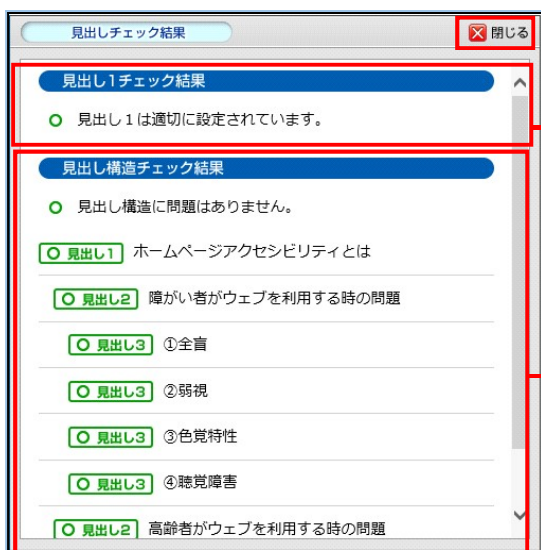 見出しチェック結果
閉じる
見出し1チェック結果
見出し1は適切に設定されています。
見出し構造チェック結果
見出し構造に問題はありません。
見出し1 ホームページアクセシビリティとは
見出し2 障がい者がウェブを利用する時の問題
見出し3 ①全盲
見出し3 ②弱視
見出し3 ③色覚特性
見出し3 ④聴覚障害
見出し2 高齢者がウェブを利用する時の問題